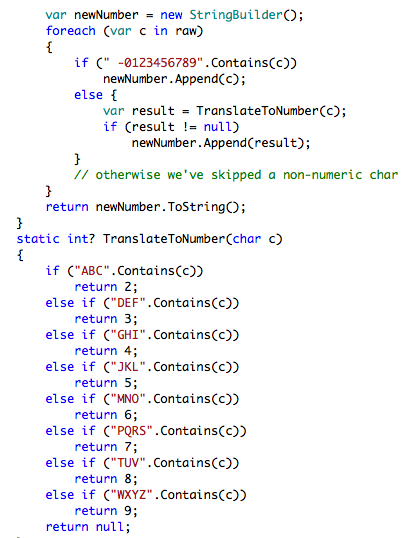 var newNumber = new StringBuilder();
foreach (var c in raw)
{
if (" -0123456789".Contains(c))
newNumber.Append(c);
else {
var result = TranslateToNumber(c);
if (result != null)
newNumber.Append(result);
}
// otherwise we've skipped a non-numeric char
}
return newNumber.ToString();
}
static int? TranslateToNumber(char c)
{
if ("ABC".Contains(c))
return 2;
else if ("DEF".Contains(c))
return 3;
else if ("GHI".Contains(c))
return 4;
else if ("JKL".Contains(c))
return 5;
else if ("MNO".Contains(c))
return 6;
else if ("PQRS".Contains(c))
return 7;
else if ("TUV".Contains(c))
return 8;
else if ("WXYZ".Contains(c))
return 9;
return null;